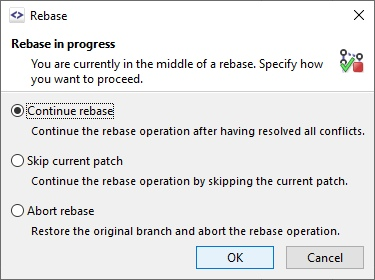 Rebase
Rebase in progress
You are currently in the middle of a rebase. Specify how
you want to proceed.
Continue rebase
Continue the rebase operation after having resolved all conflicts.
Skip current patch
Continue the rebase operation by skipping the current patch.
Abort rebase
Restore the original branch and abort the rebase operation.
OK Cancel